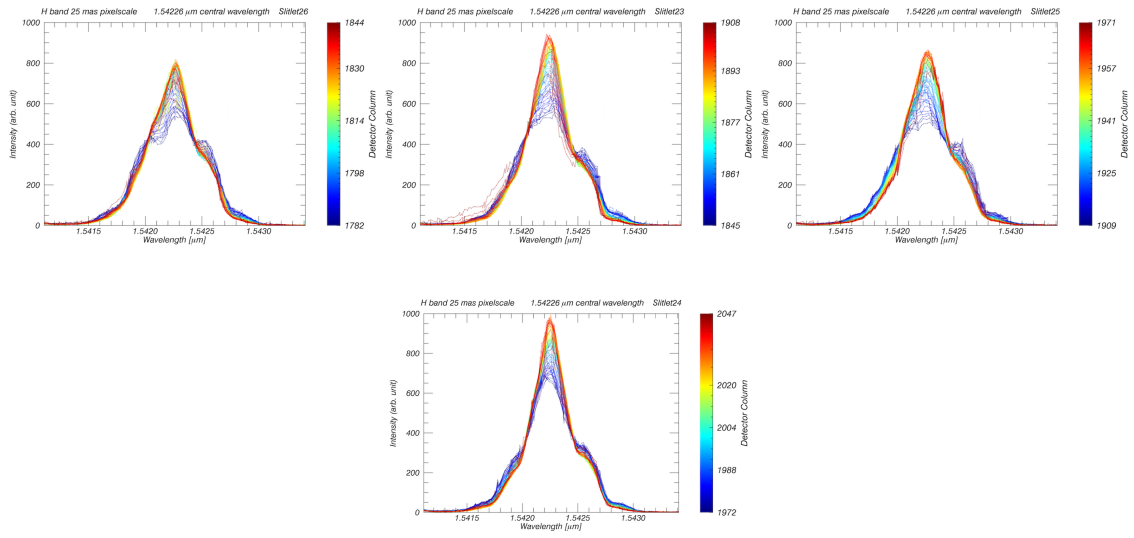 H band 25 mas pixelscale 1.54226 μm central wavelength Slitlet26
1000
800
600
400
200
0
Intensity (arb. unit)
1.5415 1.5420 1.5425 1.5430
Wavelength [μm]
1844
1830
1814
1798
1782
Detector Column
H band 25 mas pixelscale 1.54226 μm central wavelength Slitlet23
1000
800
600
400
200
0
Intensity (arb. unit)
1.5415 1.5420 1.5425 1.5430
Wavelength [μm]
1908
1893
1877
1861
1845
Detector Column
H band 25 mas pixelscale 1.54226 μm central wavelength Slitlet25
1000
800
600
400
200
0
Intensity (arb. unit)
1.5415 1.5420 1.5425 1.5430
Wavelength [μm]
1971
1957
1941
1925
1909
Detector Column
H band 25 mas pixelscale 1.54226 μm central wavelength Slitlet24
1000
800
600
400
200
0
Intensity (arb. unit)
1.5415 1.5420 1.5425 1.5430
Wavelength [μm]
2047
2020
2004
1988
1972
Detector Column